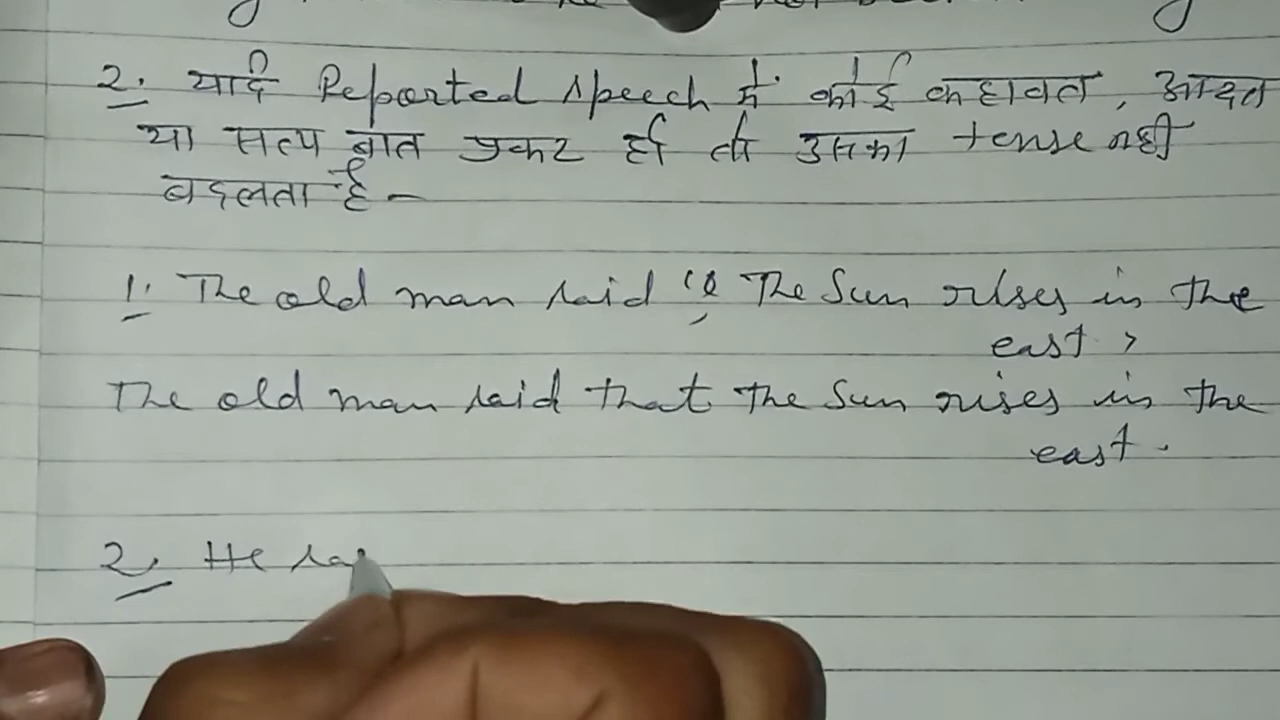 2. यदि Reported speech में कोई कहावत, आदत
या सत्य बात प्रकट हो तो उसका tense नहीं
बदलता है -
1. The old man said, " The Sun rises in the
east "
The old man said that the Sun rises in the
east.
2. He sa